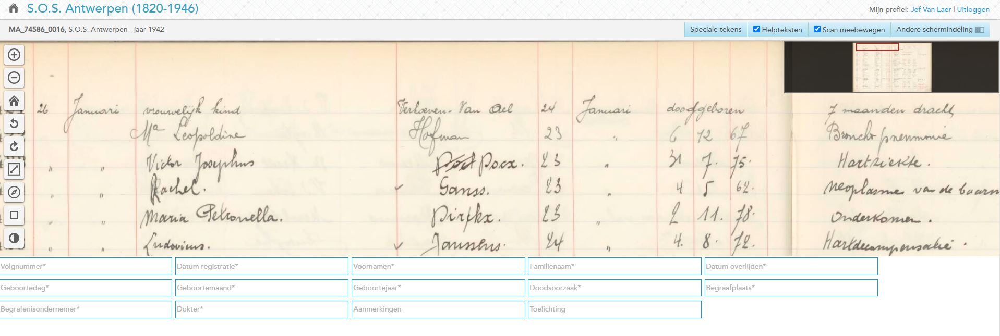 S.O.S. Antwerpen (1820-1946)
Mijn profiel: Jef Van Laer | Uitloggen
MA_74586_0016, S.O.S. Antwerpen - jaar 1942
Speciale tekens
Helpteksten
Scan meebewegen
Andere schermindeling
26 Januari vrouwelijk kind Verhoeven - Van Oel 24 Januari doodgeboren 7 maanden dracht
Ma Leopoldine Hofman 23 " 6 12 67 Broncho pneumonie
" " Victor Josephus Pocx. 23 " 31 7. 75. Hartziekte.
" " Rachel. ✓ Ganss. 23 " 4 5 62. Neoplasme van de baarm
" " Maria Petronella. 23 " 2 11. 78. Onderkomen.
" " Ludovicus. ✓ Janssens. 24 " 4. 8. 72. Hartdecompensatie.
Volgnummer*
Datum registratie*
Voornamen*
Familienaam*
Datum overlijden*
Geboortedag*
Geboortemaand*
Geboortejaar*
Doodsoorzaak*
Begraafplaats*
Begrafenisondernemer*
Dokter*
Aanmerkingen
Toelichting